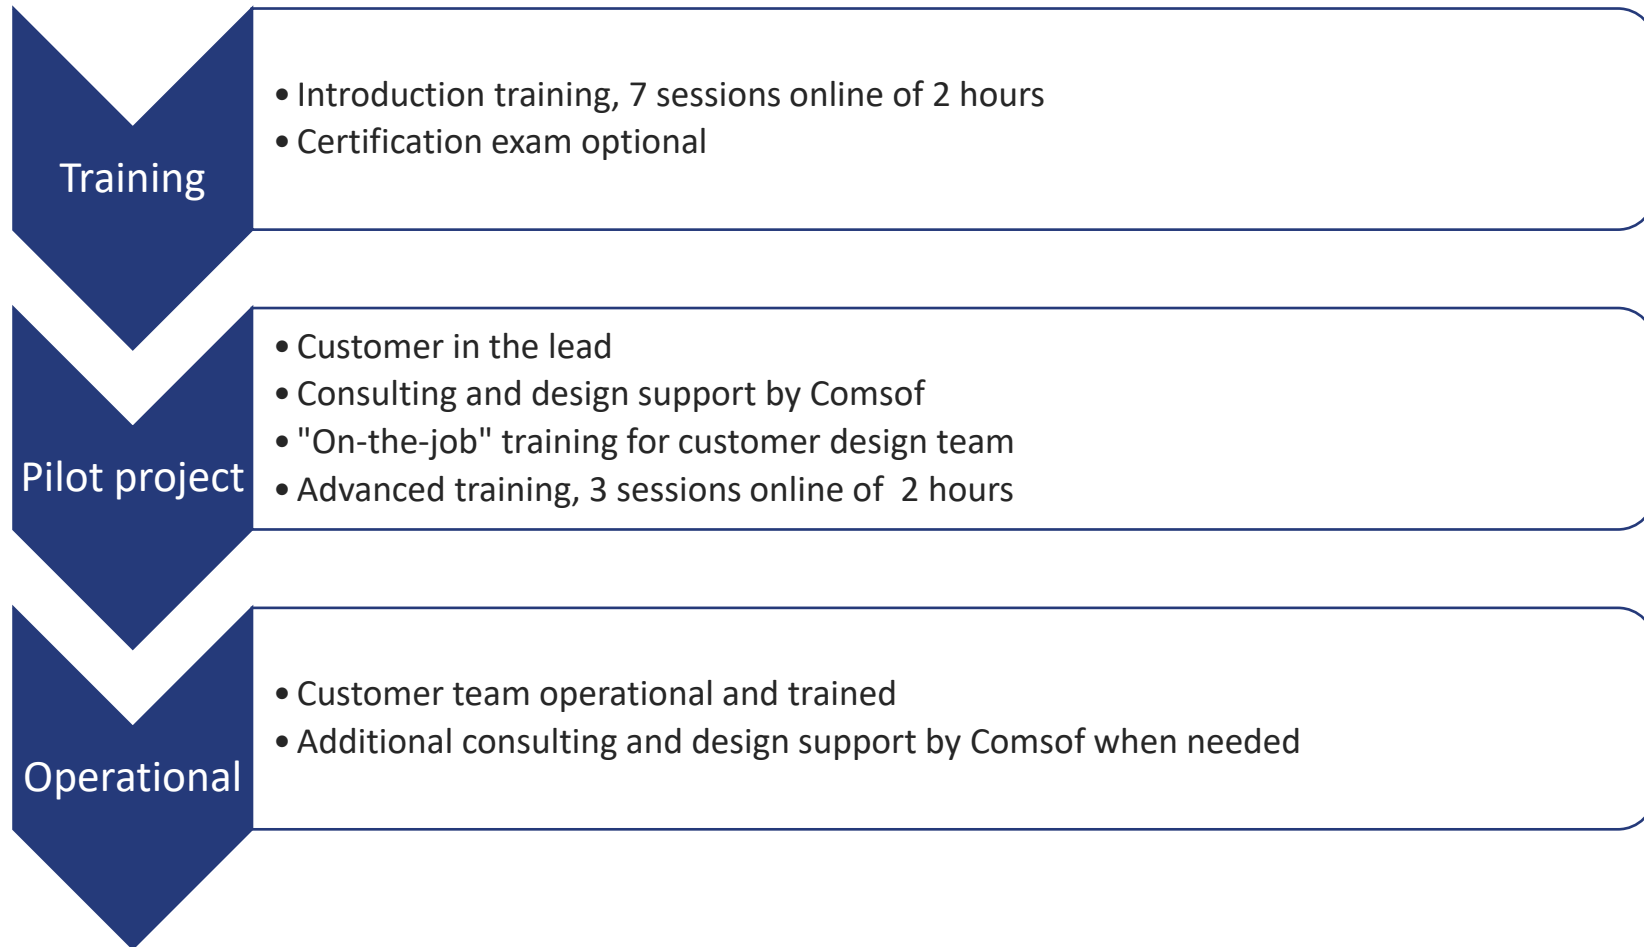 Training
• Introduction training, 7 sessions online of 2 hours
• Certification exam optional
Pilot project
• Customer in the lead
• Consulting and design support by Comsof
• "On-the-job" training for customer design team
• Advanced training, 3 sessions online of  2 hours
Operational
• Customer team operational and trained
• Additional consulting and design support by Comsof when needed